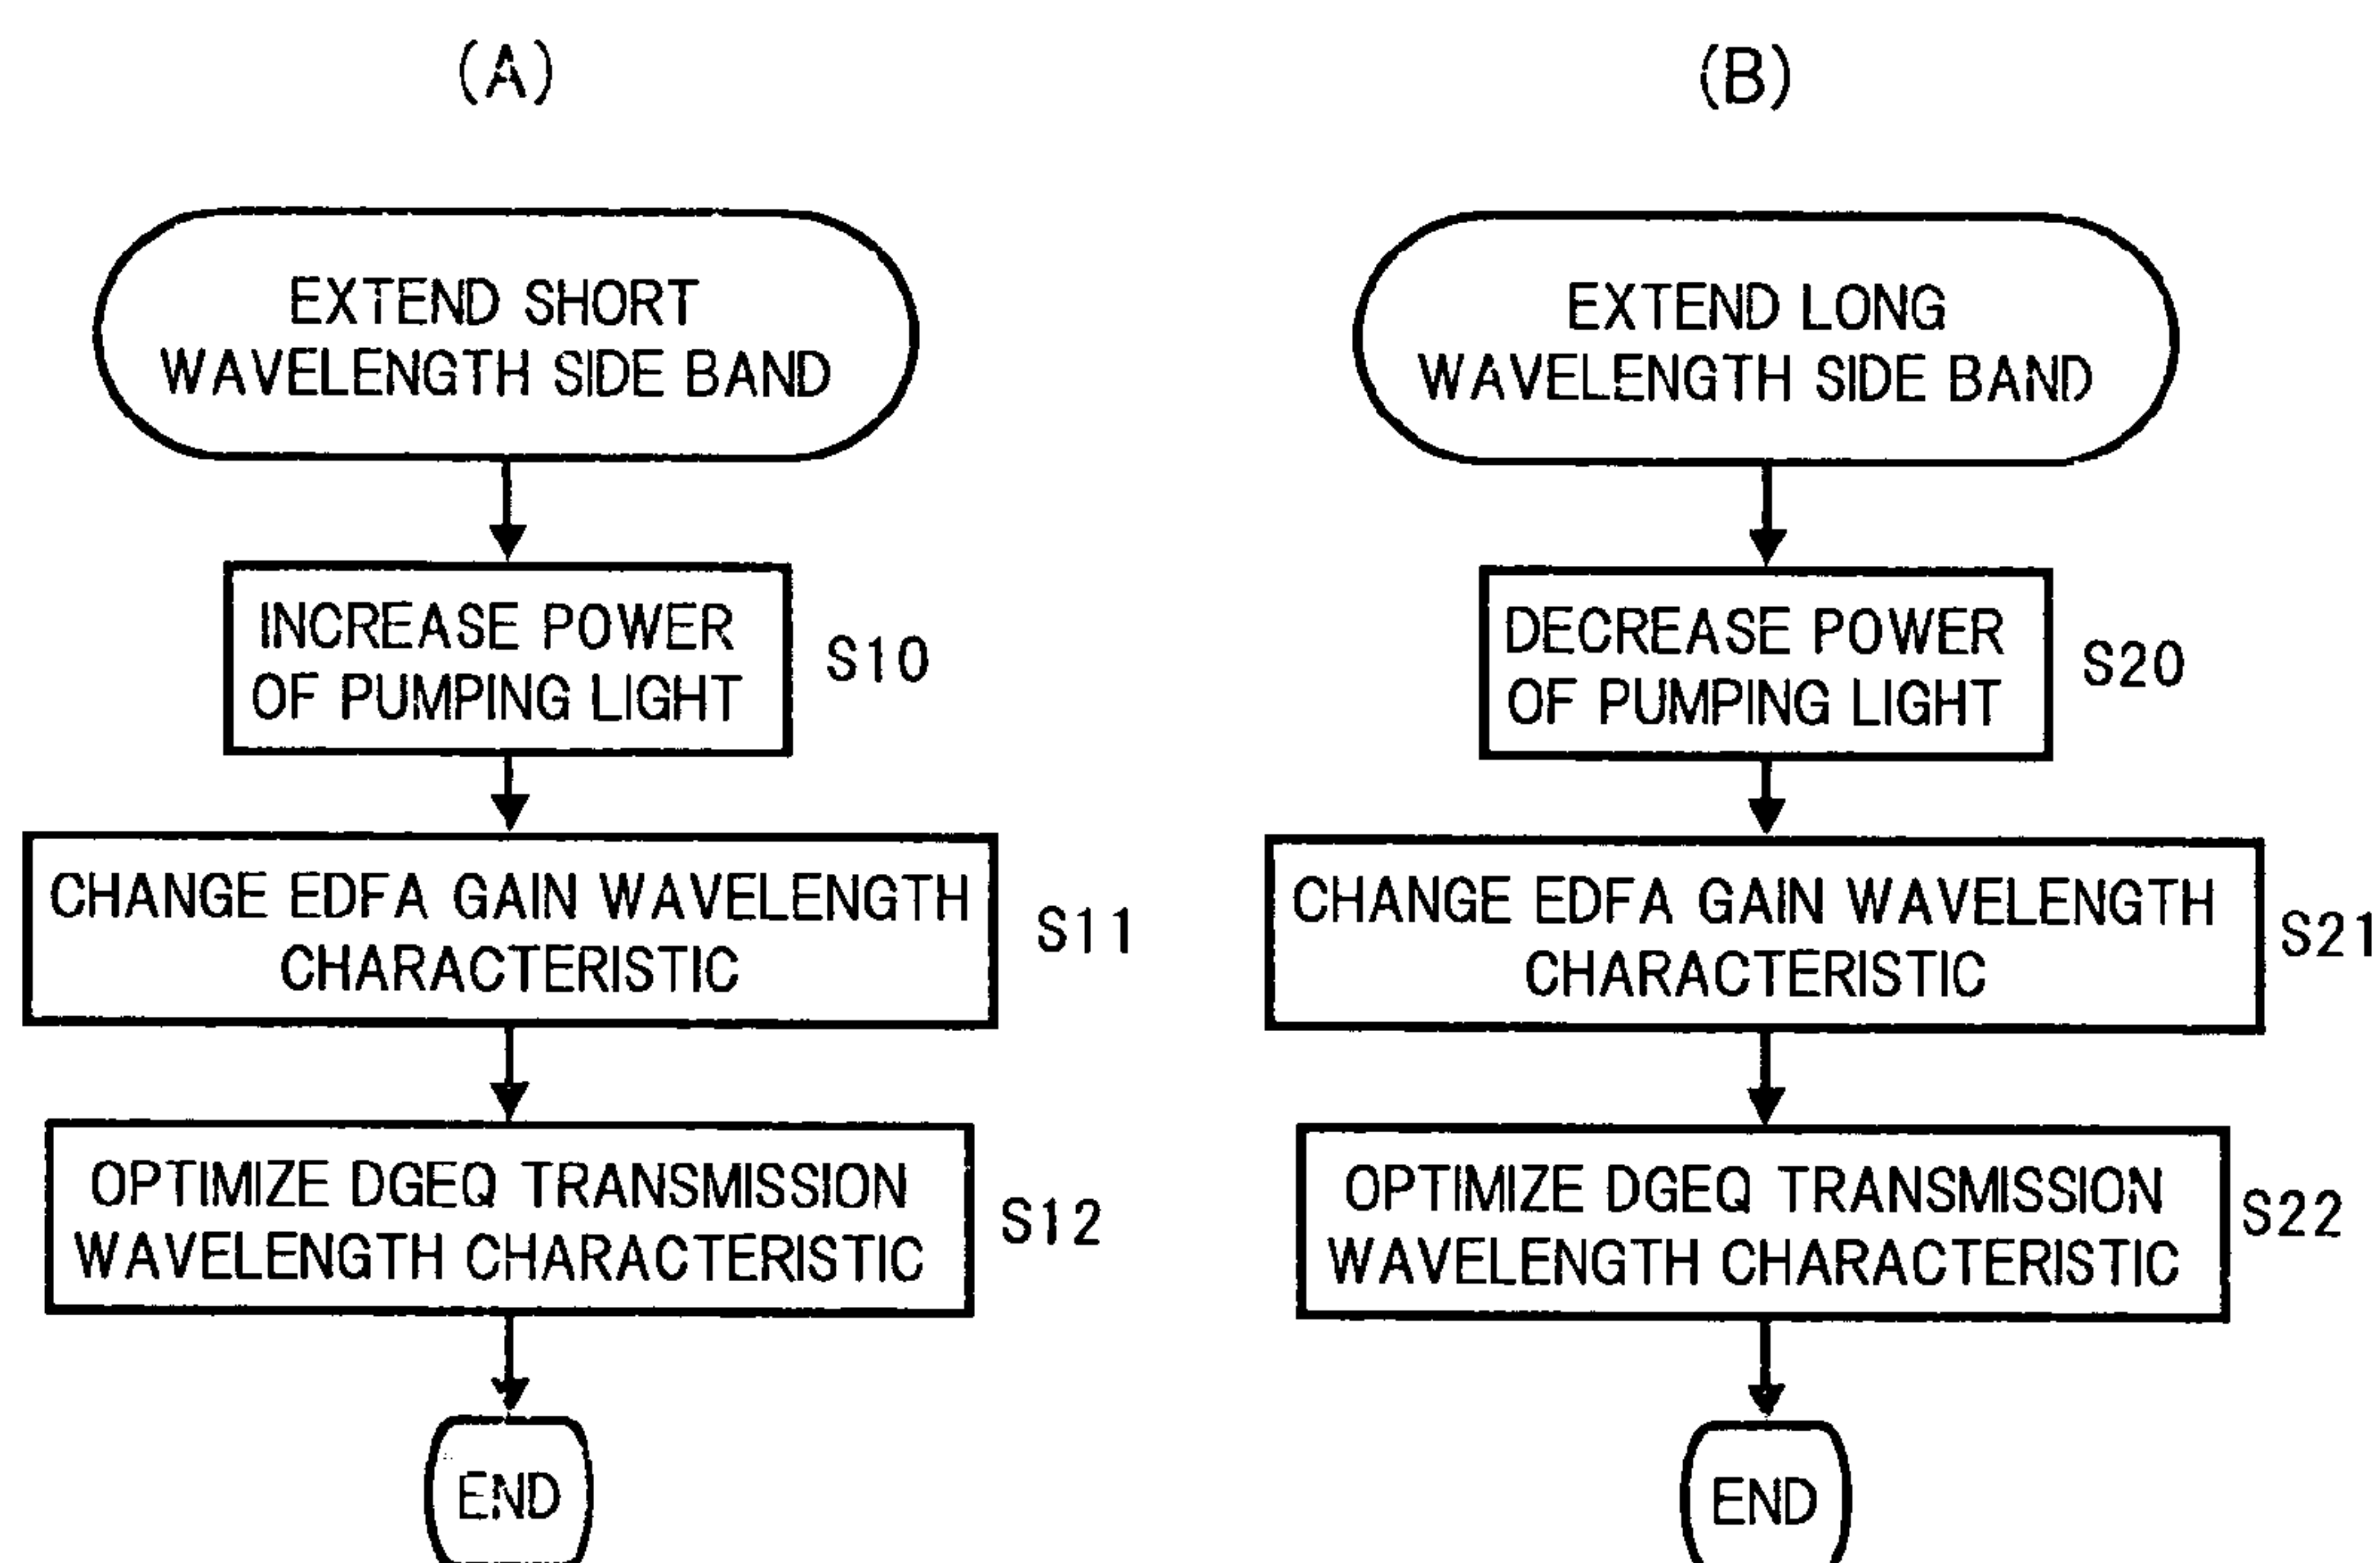 (A)
EXTEND SHORT
WAVELENGTH SIDE BAND
INCREASE POWER
OF PUMPING LIGHT
S10
CHANGE EDFA GAIN WAVELENGTH
CHARACTERISTIC
S11
OPTIMIZE DGEQ TRANSMISSION
WAVELENGTH CHARACTERISTIC
S12
END
(B)
EXTEND LONG
WAVELENGTH SIDE BAND
DECREASE POWER
OF PUMPING LIGHT
S20
CHANGE EDFA GAIN WAVELENGTH
CHARACTERISTIC
S21
OPTIMIZE DGEQ TRANSMISSION
WAVELENGTH CHARACTERISTIC
S22
END